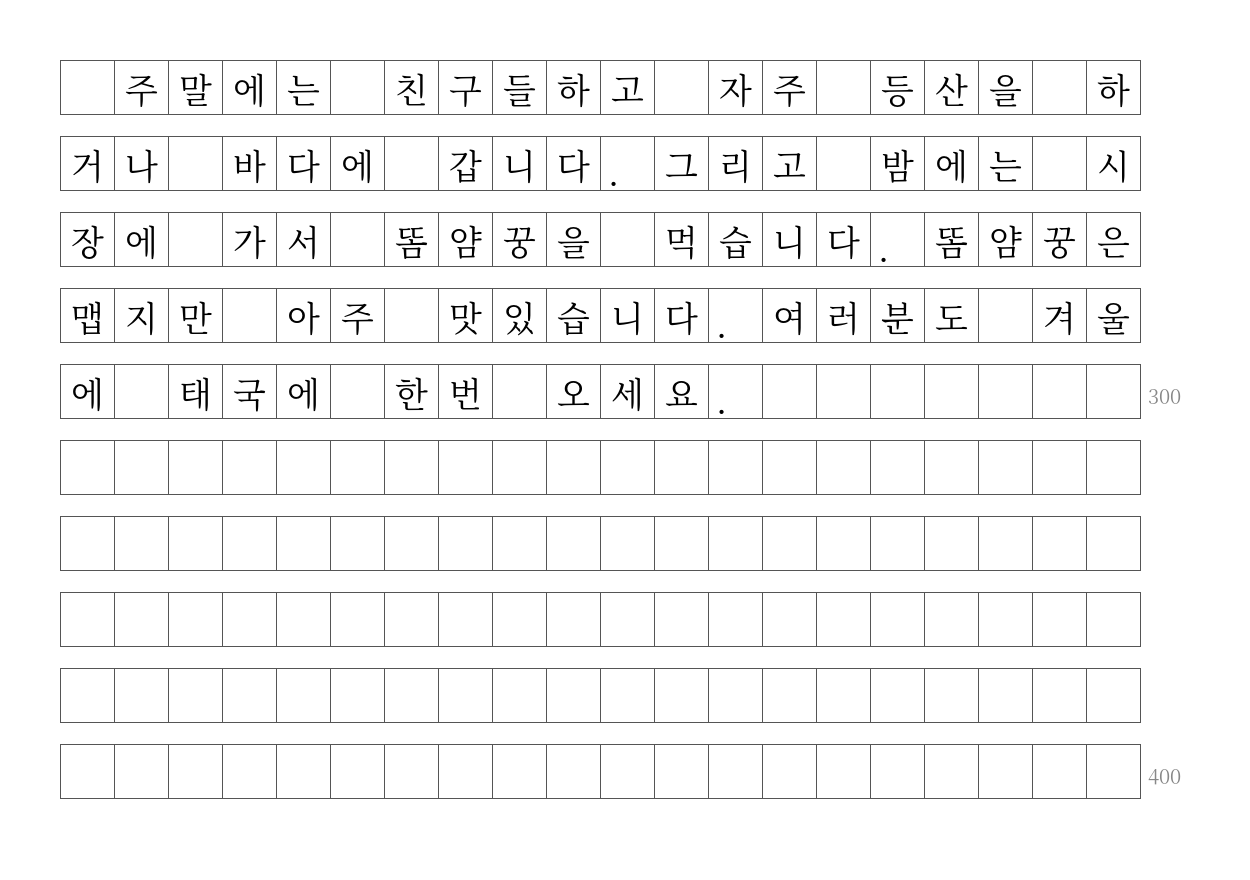 주말에는 친구들하고 자주 등산을 하
거나 바다에 갑니다. 그리고 밤에는 시
장에 가서 똠얌꿍을 먹습니다. 똠얌꿍은
맵지만 아주 맛있습니다. 여러분도 겨울
에 태국에 한번 오세요.
300
400